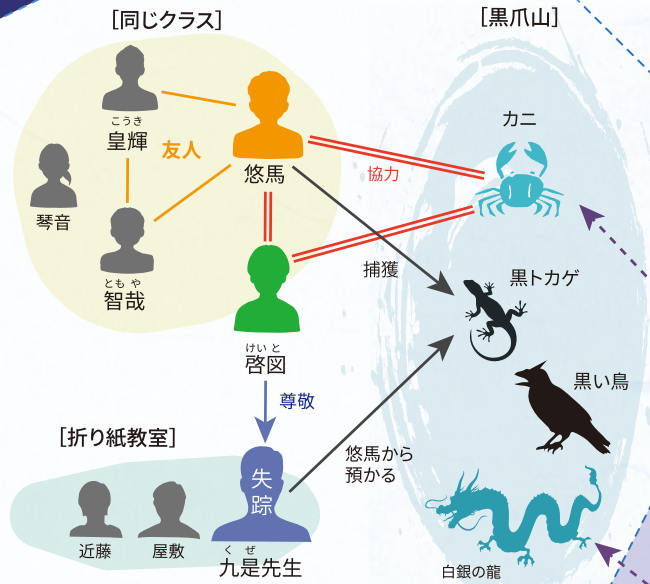 [同じクラス]
[黒爪山]
こうき
皇輝
友人
琴音
悠馬
とも や
智哉
けい と
啓図
協力
カニ
捕獲
黒トカゲ
黒い鳥
尊敬
[折り紙教室]
失
踪
悠馬から
預かる
近藤
屋敷
く ぜ
九是先生
白銀の龍